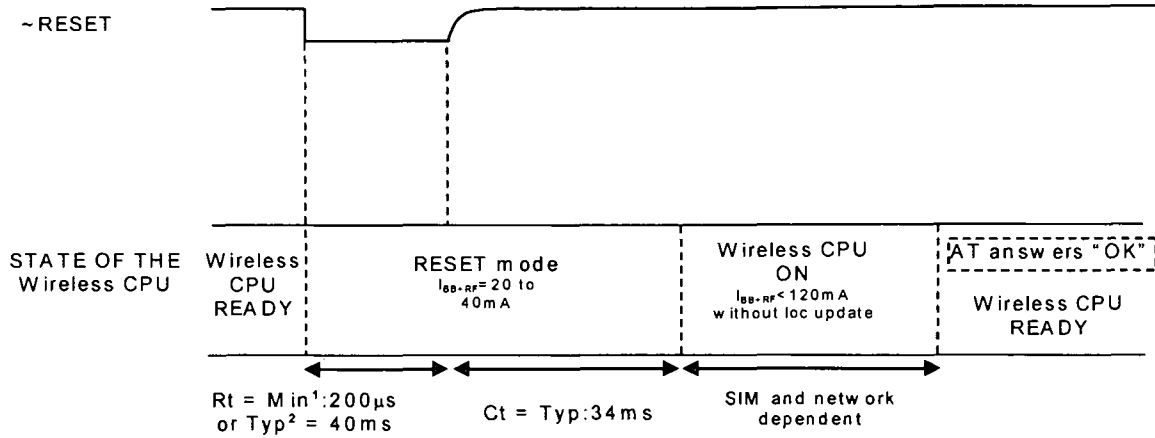 ~RESET
STATE OF THE
Wireless CPU
Wireless
CPU
READY
RESET mode
I_BB+RF=20 to
40mA
Wireless CPU
ON
I_BB+RF<120mA
without loc update
AT answers "OK"
Wireless CPU
READY
Rt = Min¹:200µs
or Typ² = 40ms
Ct = Typ:34ms
SIM and network
dependent